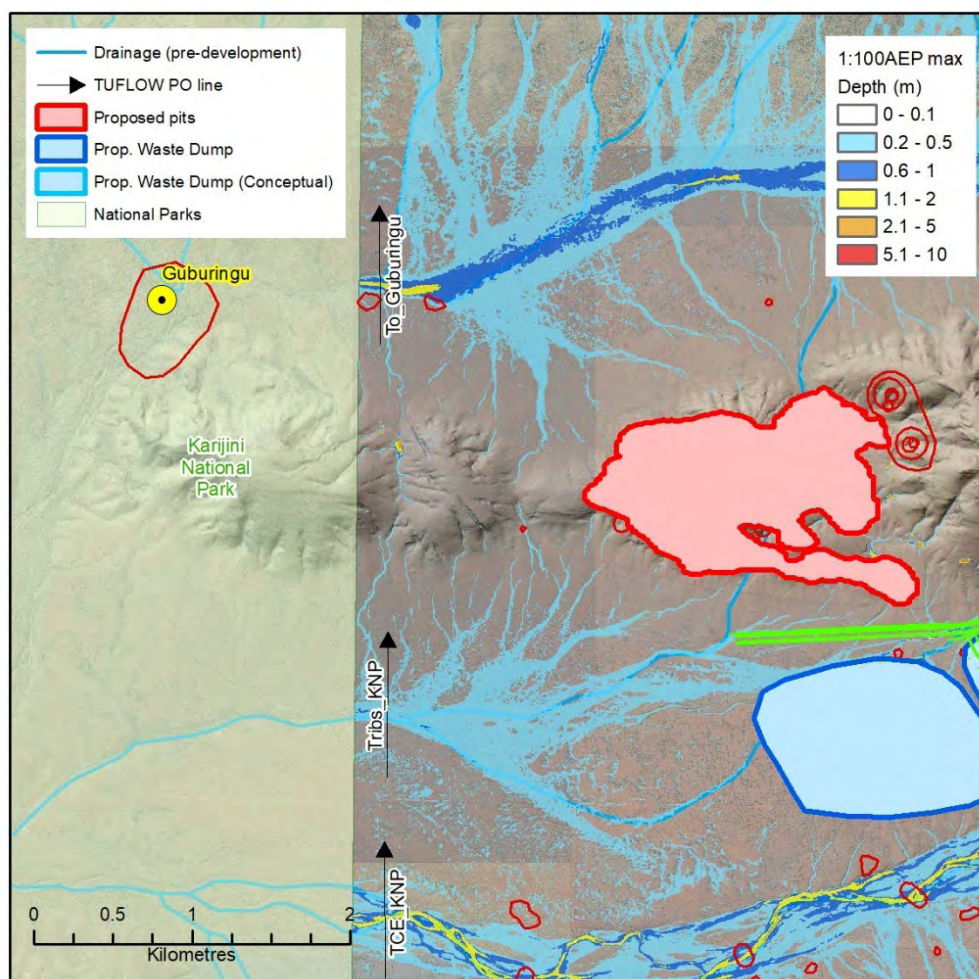 Drainage (pre-development)
TUFLOW PO line
Proposed pits
Prop. Waste Dump
Prop. Waste Dump (Conceptual)
National Parks
1:100AEP max
Depth (m)
0 - 0.1
0.2 - 0.5
0.6 - 1
1.1 - 2
2.1 - 5
5.1 - 10
Guburingu
To_Guburingu
Karijini
National
Park
Tribs_KNP
TCE_KNP
0 0.5 1 2
Kilometres